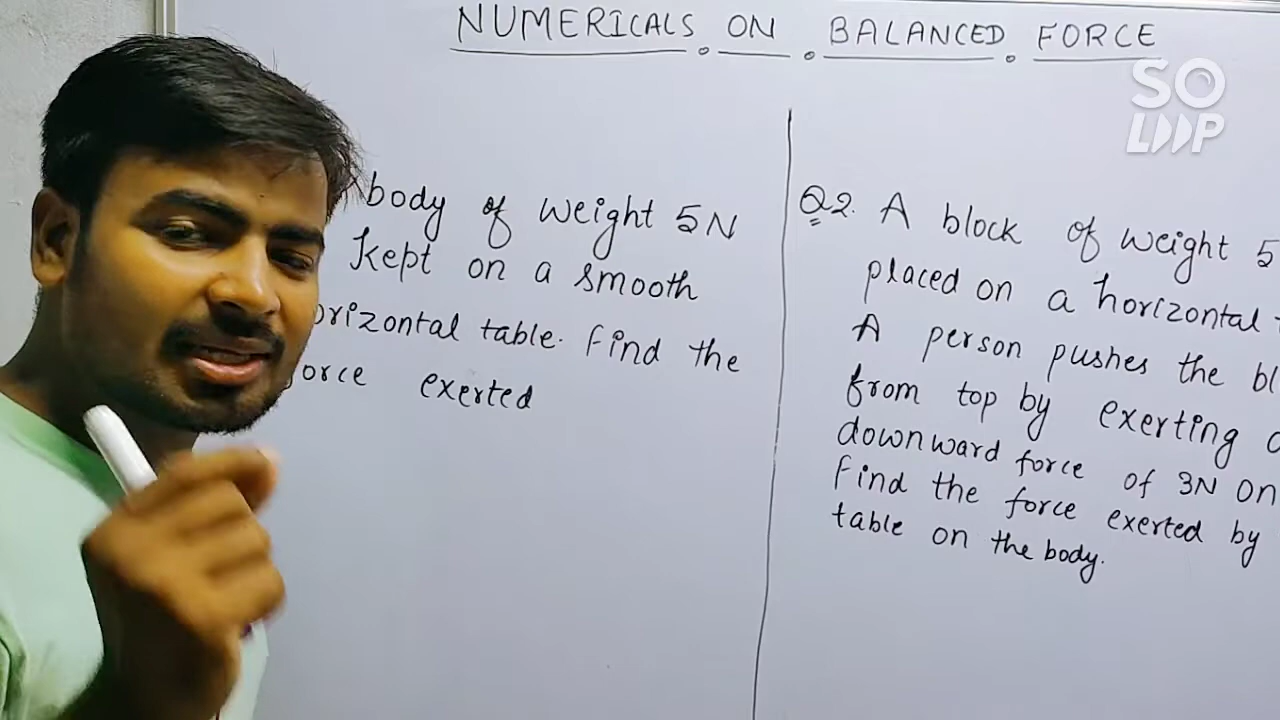 NUMERICALS ON BALANCED FORCE
SO
LOOP
body of weight 5N
kept on a smooth
orizontal table. Find the
orce exerted
Q2. A block of weight 5
placed on a horizontal
A person pushes the bl
from top by exerting
downward force of 3N on
Find the force exerted by
table on the body.